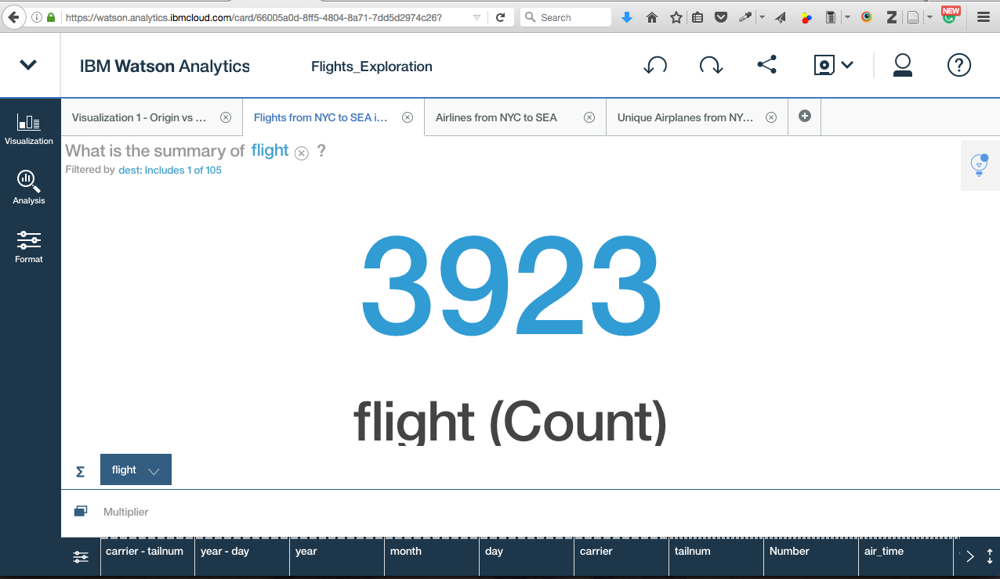 https://watson.analytics.ibmcloud.com/card/66005a0d-8ff5-4804-8a71-7dd5d2974c26?
Search
NEW
IBM Watson Analytics
Flights_Exploration
Visualization 1 - Origin vs ...
Flights from NYC to SEA i...
Airlines from NYC to SEA
Unique Airplanes from NY...
Visualization
Analysis
Format
What is the summary of flight ?
Filtered by dest: Includes 1 of 105
3923
flight (Count)
Σ flight
Multiplier
carrier - tailnum
year - day
year
month
day
carrier
tailnum
Number
air_time